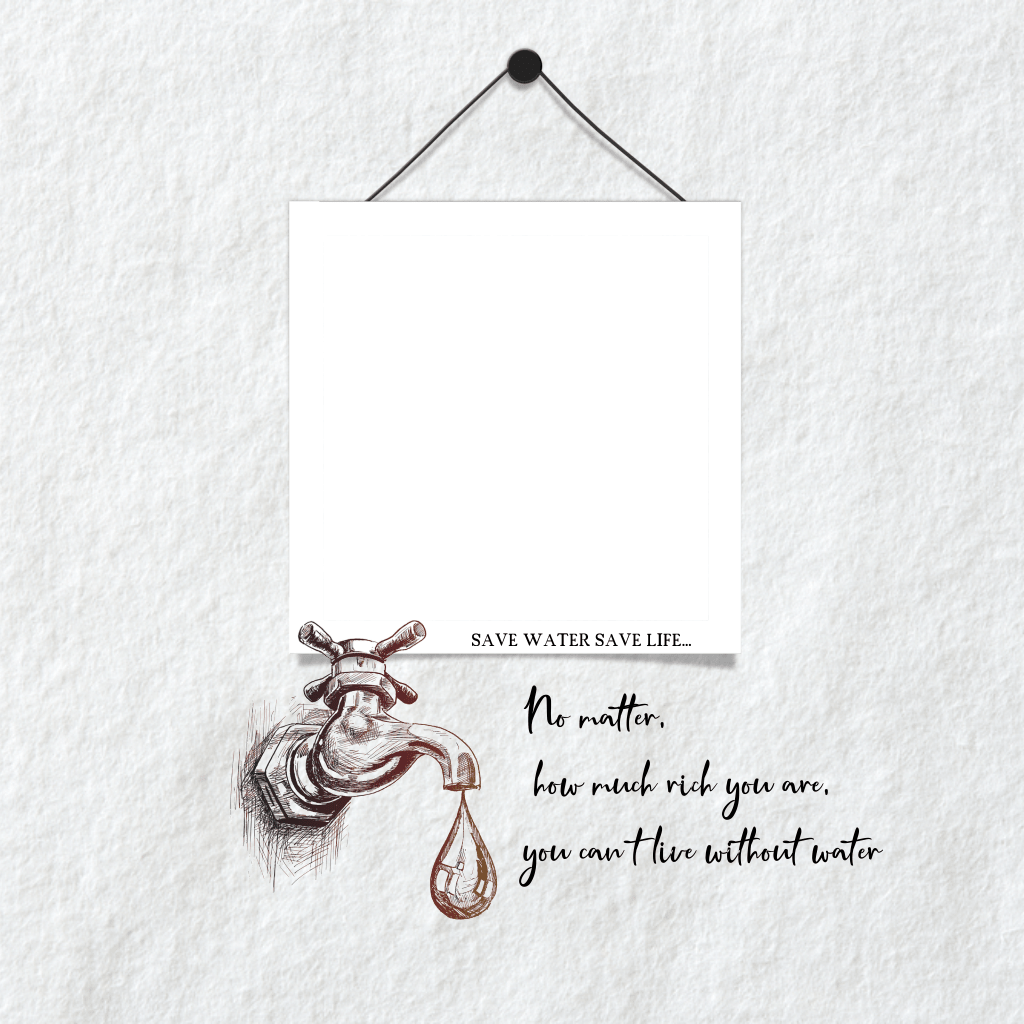 SAVE WATER SAVE LIFE...
No matter,
how much rich you are,
you can't live without water